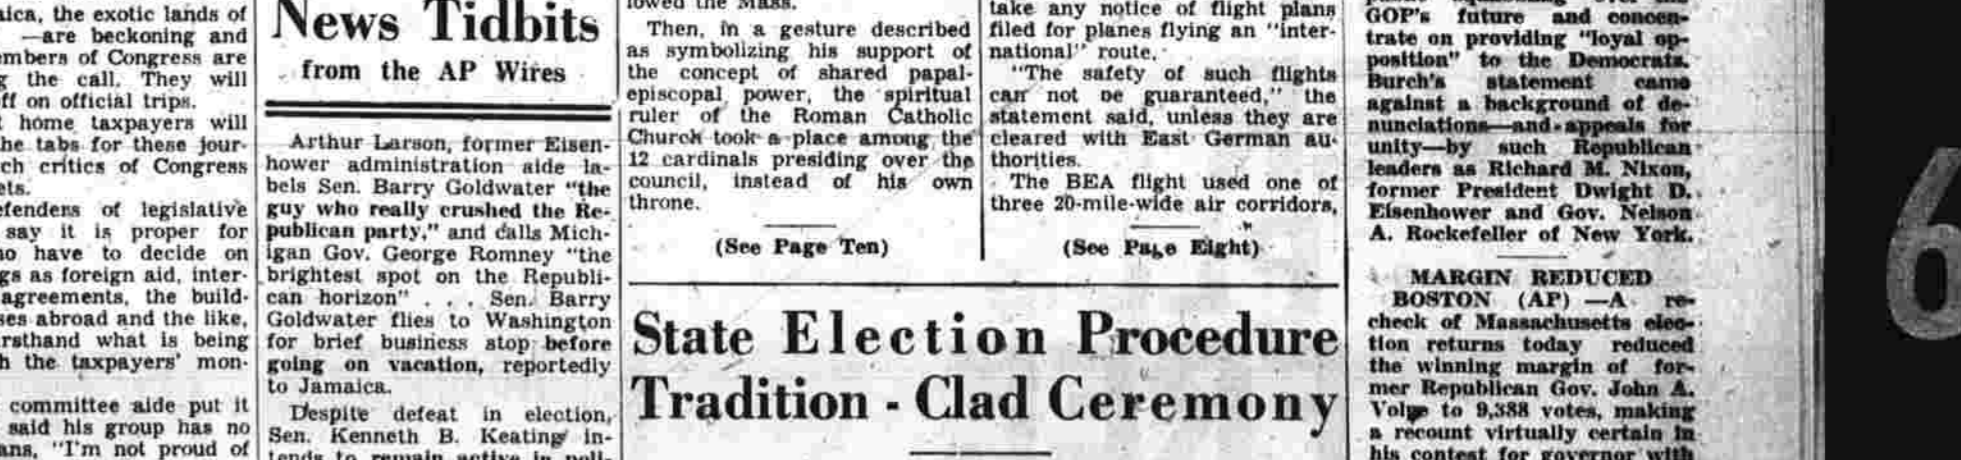 aica, the exotic lands of
—are beckoning and
mbers of Congress are
g the call. They will
ff on official trips.
t home taxpayers will
he tabs for these jour-
ch critics of Congress
ets.
efenders of legislative
say it is proper for
ho have to decide on
gs as foreign aid, inter-
agreements, the build-
ses abroad and the like,
rsthand what is being
h the taxpayers' mon-
committee aide put it
said his group has no
ans, "I'm not proud of
News Tidbits
from the AP Wires
Arthur Larson, former Eisen-
hower administration aide la-
bels Sen. Barry Goldwater "the
guy who really crushed the Re-
publican party," and calls Mich-
igan Gov. George Romney "the
brightest spot on the Republi-
can horizon" . . . Sen. Barry
Goldwater flies to Washington
for brief business stop before
going on vacation, reportedly
to Jamaica.
Despite defeat in election,
Sen. Kenneth B. Keating in-
tends to remain active in poli-
lowed the Mass.
Then, in a gesture described
as symbolizing his support of
the concept of shared papal-
episcopal power, the spiritual
ruler of the Roman Catholic
Church took a place among the
12 cardinals presiding over the
council, instead of his own
throne.
(See Page Ten)
take any notice of flight plans
filed for planes flying an "inter-
national" route.
"The safety of such flights
can not be guaranteed," the
statement said, unless they are
cleared with East German au-
thorities.
The BEA flight used one of
three 20-mile-wide air corridors,
(See Page Eight)
State Election Procedure
Tradition - Clad Ceremony
GOP's future and concen-
trate on providing "loyal op-
position" to the Democrats.
Burch's statement came
against a background of de-
nunciations—and appeals for
unity—by such Republican
leaders as Richard M. Nixon,
former President Dwight D.
Eisenhower and Gov. Nelson
A. Rockefeller of New York.
MARGIN REDUCED
BOSTON (AP) —A re-
check of Massachusetts elec-
tion returns today reduced
the winning margin of for-
mer Republican Gov. John A.
Volpe to 9,388 votes, making
a recount virtually certain in
his contest for governor with
6